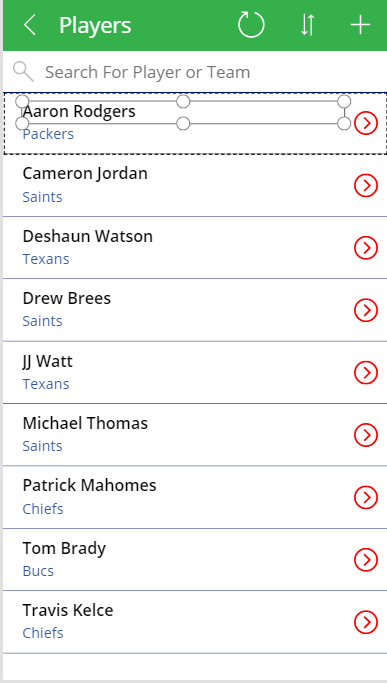 Players
Search For Player or Team
Aaron Rodgers
Packers
Cameron Jordan
Saints
Deshaun Watson
Texans
Drew Brees
Saints
JJ Watt
Texans
Michael Thomas
Saints
Patrick Mahomes
Chiefs
Tom Brady
Bucs
Travis Kelce
Chiefs